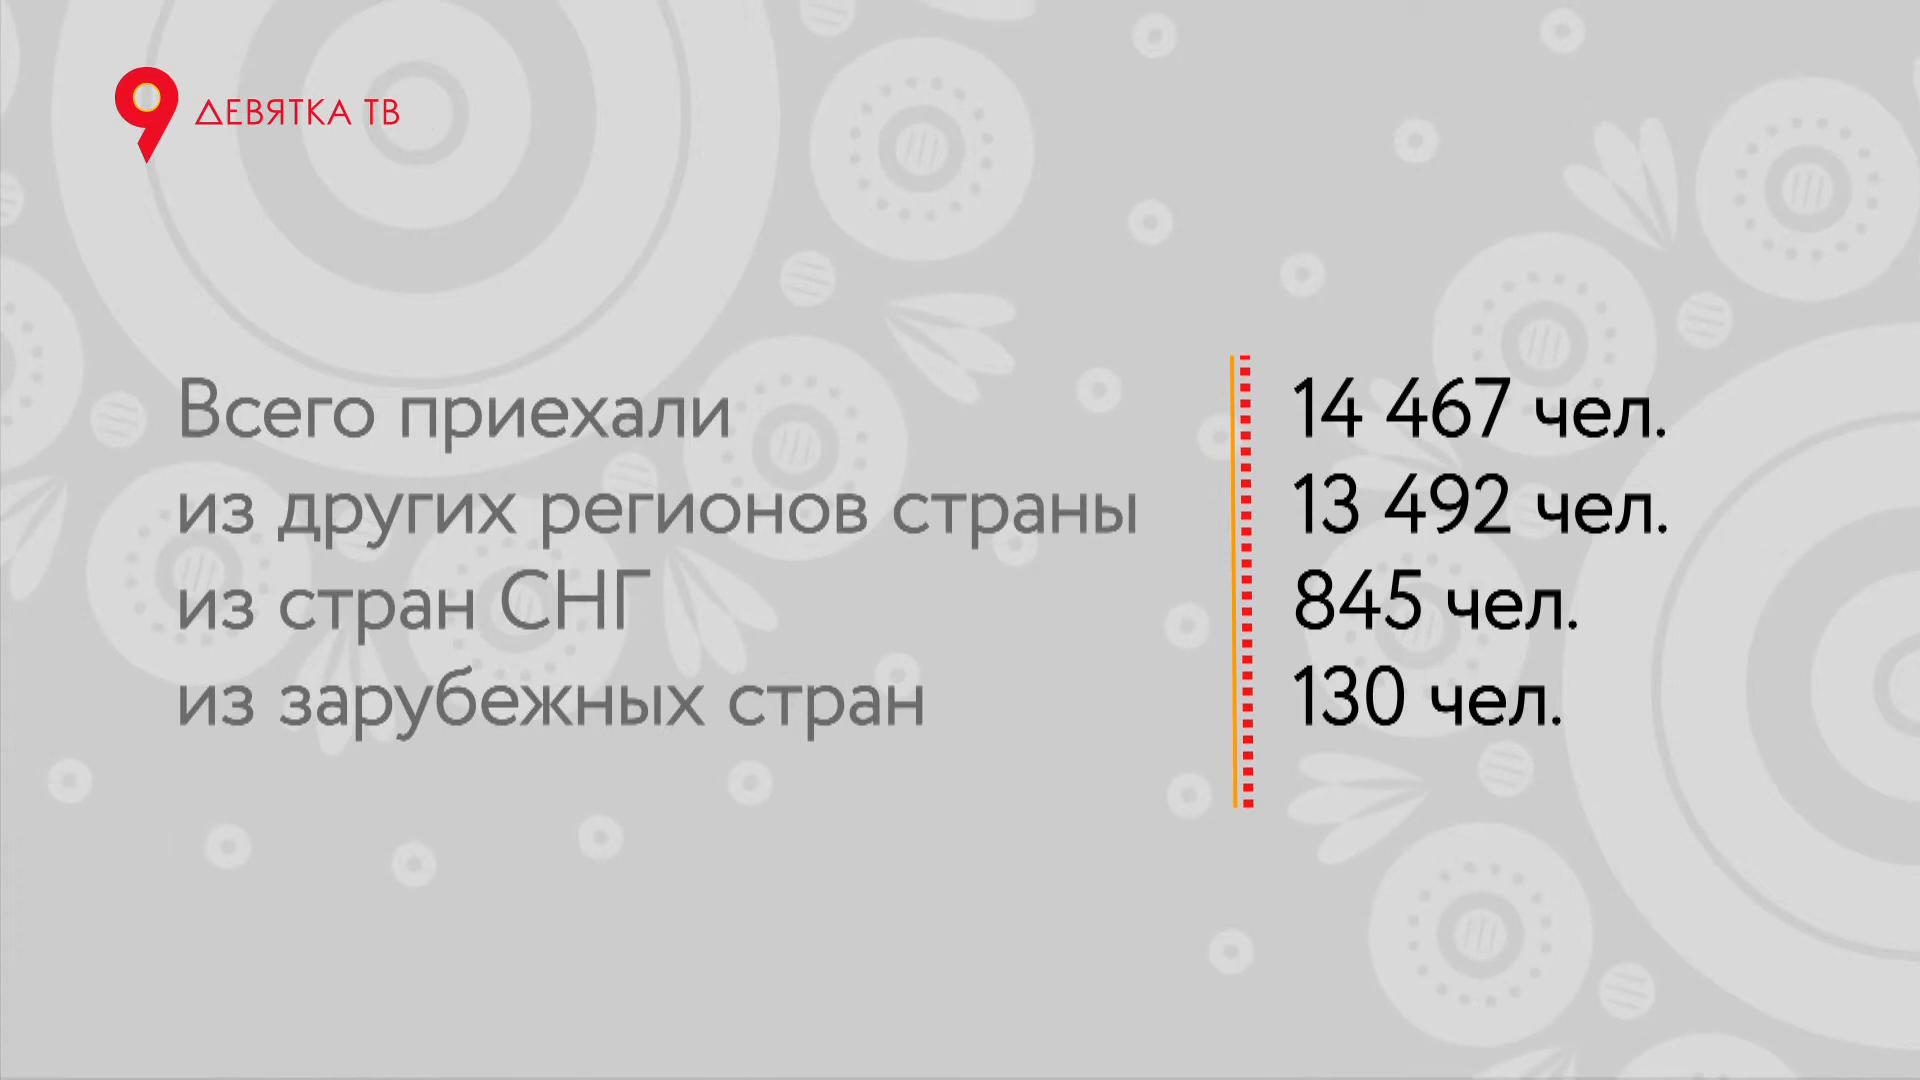 9 ДЕВЯТКА ТВ
Всего приехали 14 467 чел.
из других регионов страны 13 492 чел.
из стран СНГ 845 чел.
из зарубежных стран 130 чел.